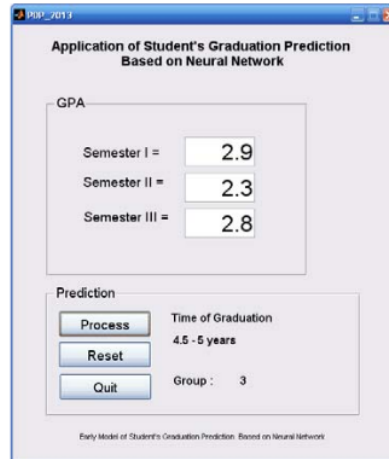 POP_2013
Application of Student's Graduation Prediction
Based on Neural Network
GPA
Semester I = 2.9
Semester II = 2.3
Semester III = 2.8
Prediction
Process
Time of Graduation
4.5 - 5 years
Reset
Group : 3
Quit
Early Model of Student's Graduation Prediction Based on Neural Network